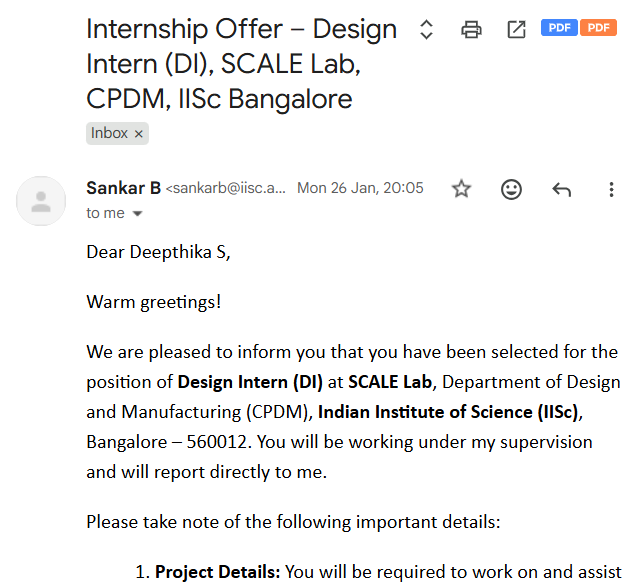 Internship Offer – Design
Intern (DI), SCALE Lab,
CPDM, IISc Bangalore
PDF PDF
Inbox ×
Sankar B <sankarb@iisc.a... Mon 26 Jan, 20:05
to me
Dear Deepthika S,
Warm greetings!
We are pleased to inform you that you have been selected for the
position of Design Intern (DI) at SCALE Lab, Department of Design
and Manufacturing (CPDM), Indian Institute of Science (IISc),
Bangalore – 560012. You will be working under my supervision
and will report directly to me.
Please take note of the following important details:
1. Project Details: You will be required to work on and assist